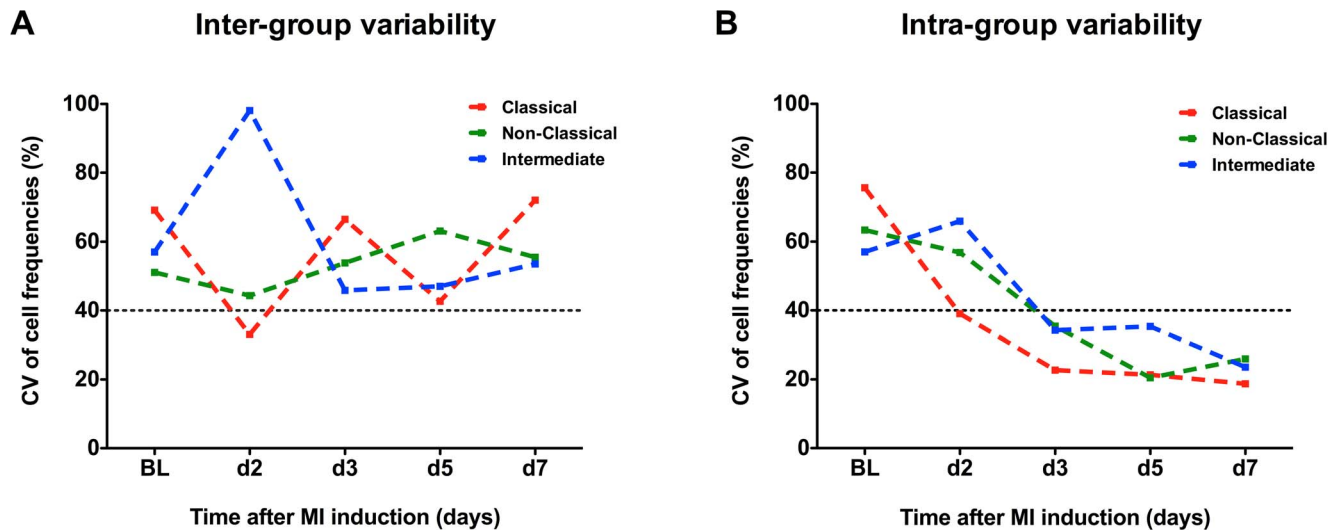 A
Inter-group variability
CV of cell frequencies (%)
100
80
60
40
20
0
Classical
Non-Classical
Intermediate
BL d2 d3 d5 d7
Time after MI induction (days)
B
Intra-group variability
CV of cell frequencies (%)
100
80
60
40
20
0
Classical
Non-Classical
Intermediate
BL d2 d3 d5 d7
Time after MI induction (days)